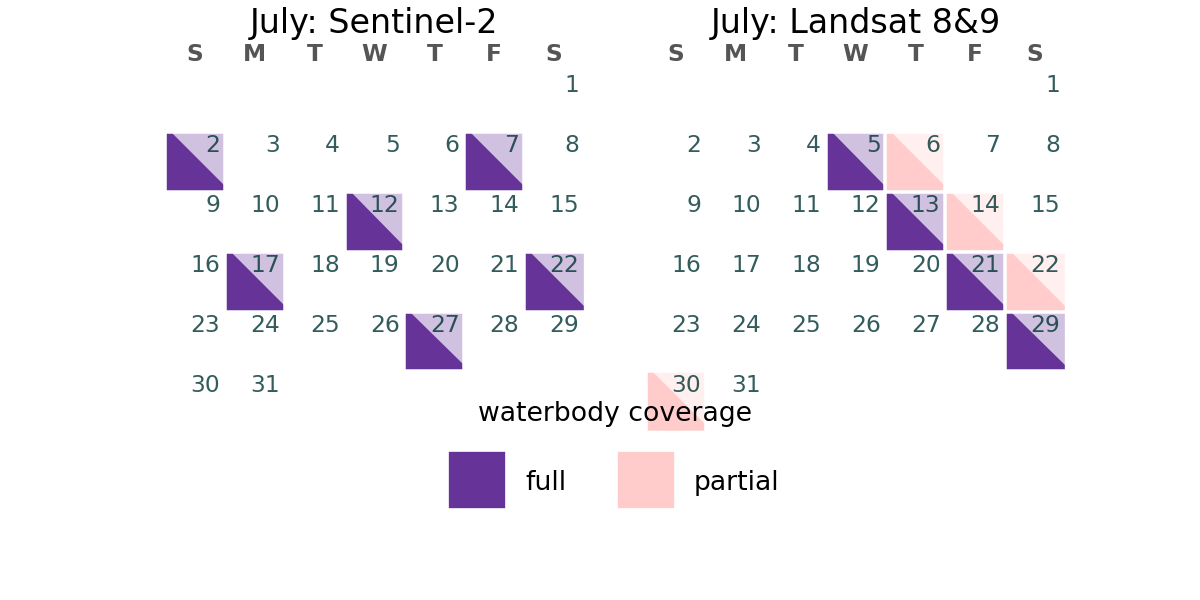 July: Sentinel-2
S M T W T F S
1
2 3 4 5 6 7 8
9 10 11 12 13 14 15
16 17 18 19 20 21 22
23 24 25 26 27 28 29
30 31
July: Landsat 8&9
S M T W T F S
1
2 3 4 5 6 7 8
9 10 11 12 13 14 15
16 17 18 19 20 21 22
23 24 25 26 27 28 29
30 31
waterbody coverage
full partial